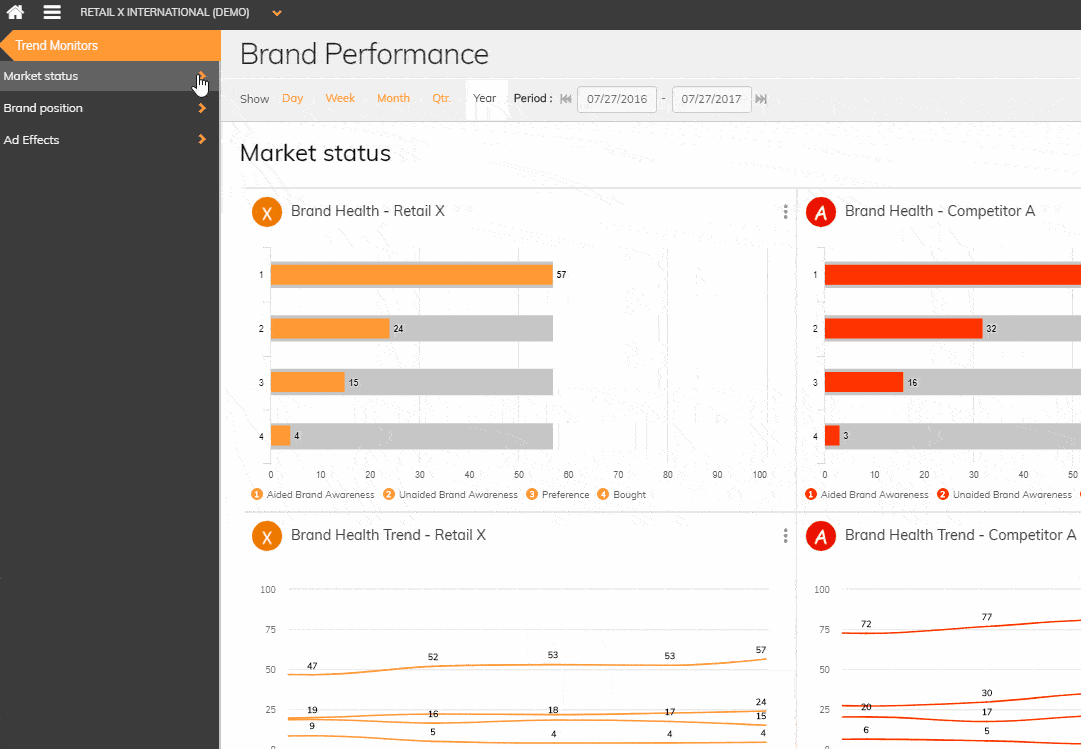 RETAIL X INTERNATIONAL (DEMO)
Trend Monitors
Market status
Brand position
Ad Effects
Brand Performance
Show Day Week Month Qtr. Year Period : 07/27/2016 - 07/27/2017
Market status
X Brand Health - Retail X
1 57
2 24
3 15
4 4
0 10 20 30 40 50 60 70 80 90 100
1 Aided Brand Awareness 2 Unaided Brand Awareness 3 Preference 4 Bought
A Brand Health - Competitor A
1
2 32
3 16
4 3
0 10 20 30 40 50
1 Aided Brand Awareness 2 Unaided Brand Awareness
X Brand Health Trend - Retail X
100
75
50
25
0
47 52 53 53 57
19 16 18 17 24
15
9 5 4 4 4
A Brand Health Trend - Competitor A
100
75
50
25
0
72 77
20 30
17
6 5